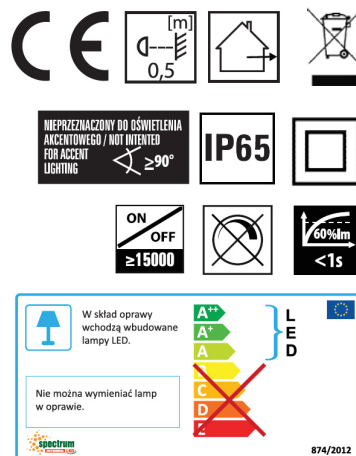 CE
[m]
0,5
NIEPRZEZNACZONY DO OŚWIETLENIA
AKCENTOWEGO / NOT INTENTED
FOR ACCENT
LIGHTING
≥90°
IP65
ON
OFF
≥15000
60%lm
<1s
W skład oprawy
wchodzą wbudowane
lampy LED.
Nie można wymieniać lamp
w oprawie.
A++
A+
A
B
C
D
E
L
E
D
spectrum
LED
874/2012